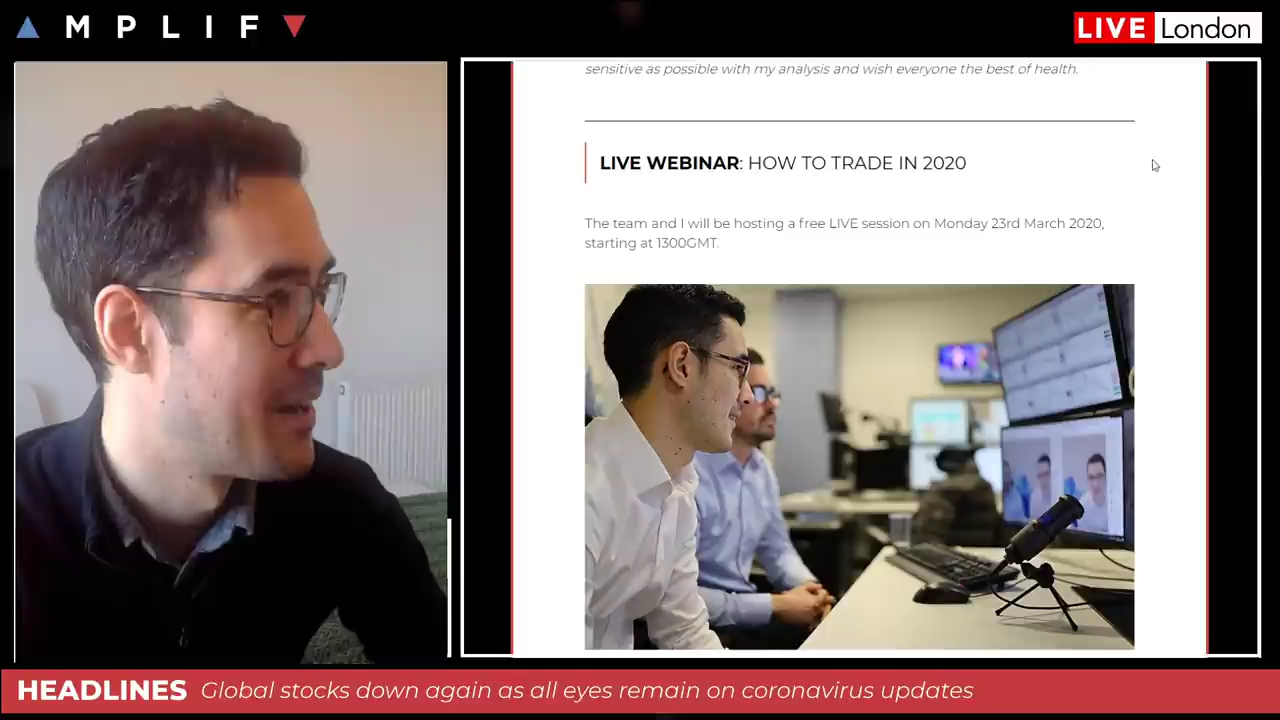 MPLIF
LIVE London
sensitive as possible with my analysis and wish everyone the best of health.
LIVE WEBINAR: HOW TO TRADE IN 2020
The team and I will be hosting a free LIVE session on Monday 23rd March 2020,
starting at 1300GMT.
HEADLINES Global stocks down again as all eyes remain on coronavirus updates